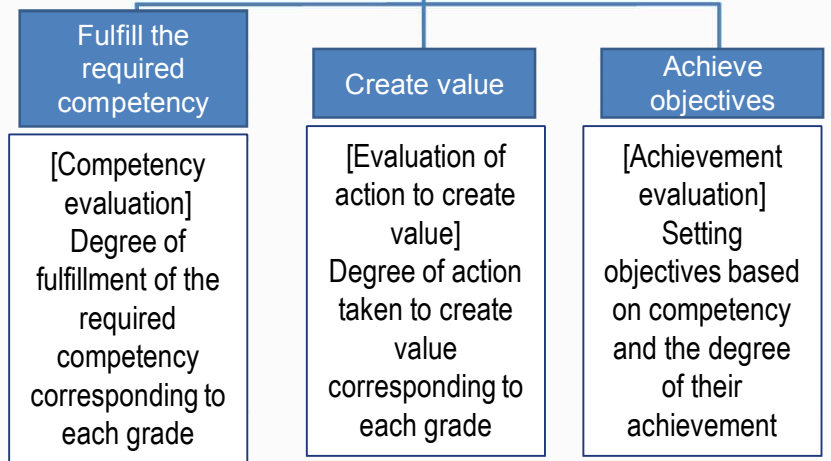 Fulfill the
required
competency
[Competency
evaluation]
Degree of
fulfillment of the
required
competency
corresponding to
each grade
Create value
[Evaluation of
action to create
value]
Degree of action
taken to create
value
corresponding to
each grade
Achieve
objectives
[Achievement
evaluation]
Setting
objectives based
on competency
and the degree
of their
achievement